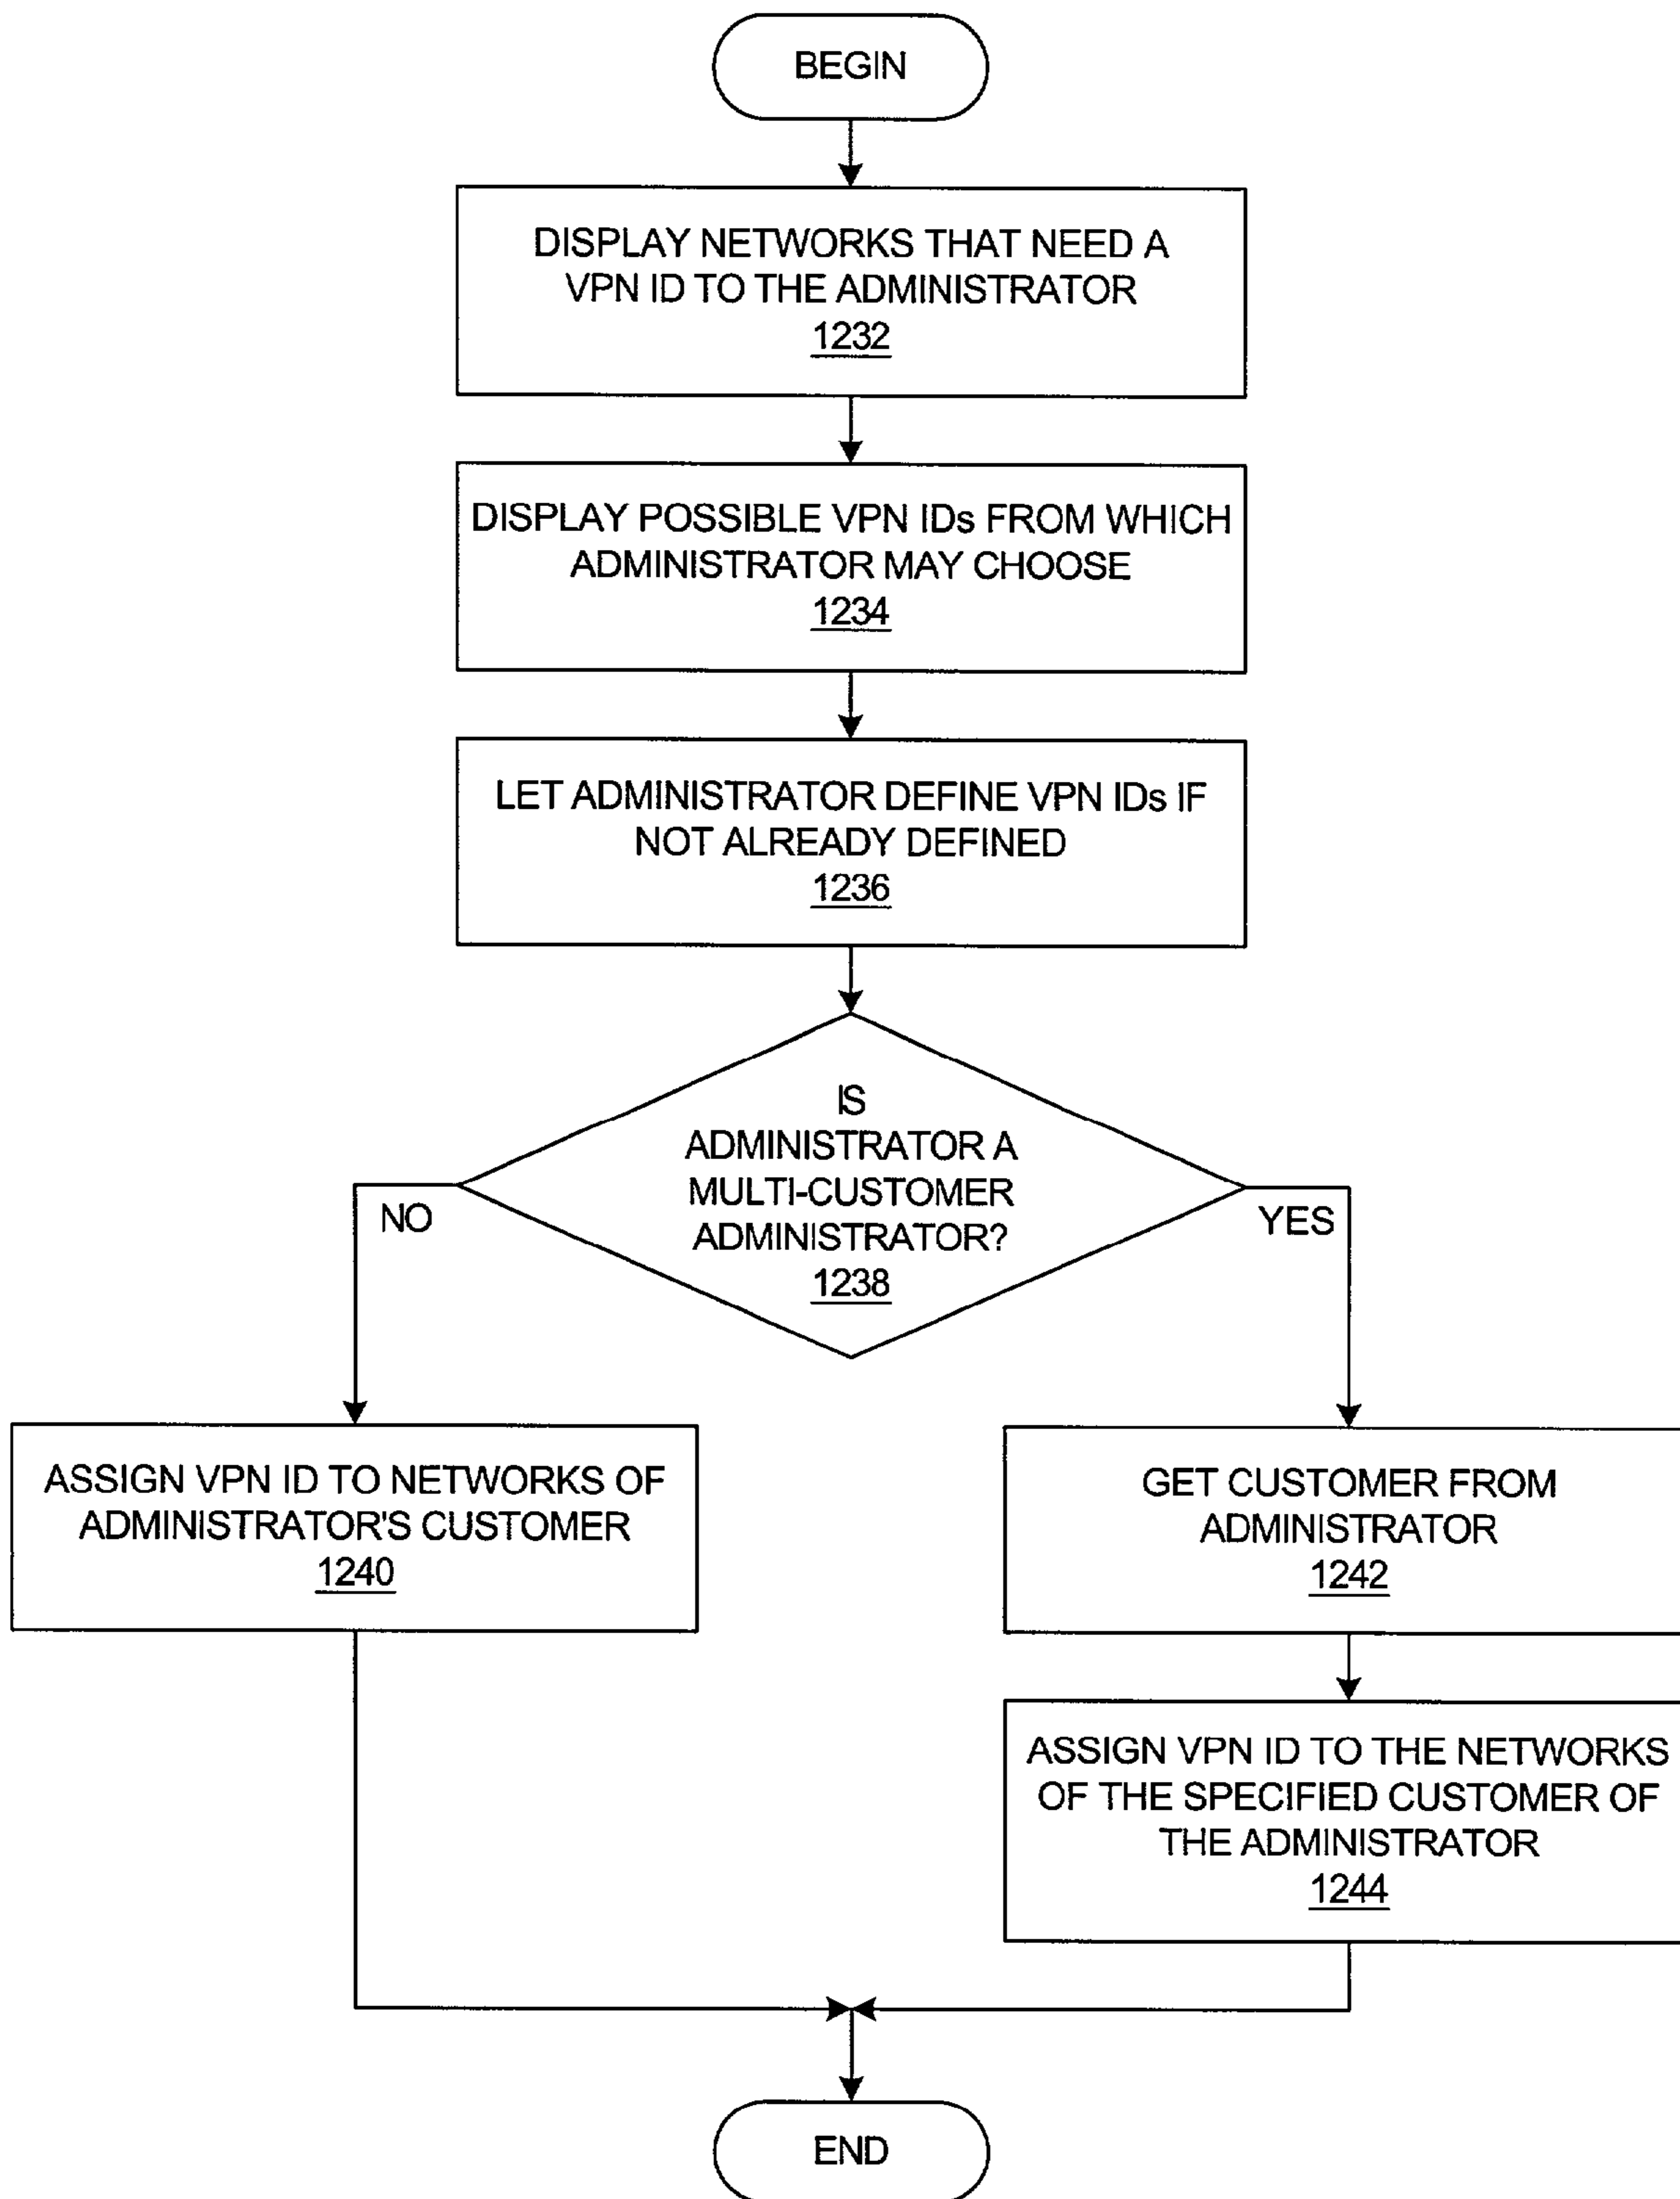 BEGIN
DISPLAY NETWORKS THAT NEED A
VPN ID TO THE ADMINISTRATOR
1232
DISPLAY POSSIBLE VPN IDs FROM WHICH
ADMINISTRATOR MAY CHOOSE
1234
LET ADMINISTRATOR DEFINE VPN IDs IF
NOT ALREADY DEFINED
1236
IS
ADMINISTRATOR A
MULTI-CUSTOMER
ADMINISTRATOR?
1238
NO
YES
ASSIGN VPN ID TO NETWORKS OF
ADMINISTRATOR'S CUSTOMER
1240
GET CUSTOMER FROM
ADMINISTRATOR
1242
ASSIGN VPN ID TO THE NETWORKS
OF THE SPECIFIED CUSTOMER OF
THE ADMINISTRATOR
1244
END